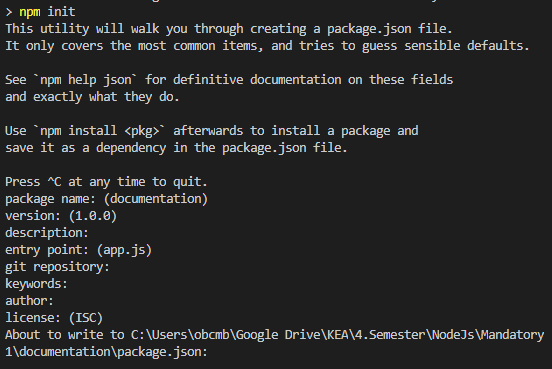 > npm init
This utility will walk you through creating a package.json file.
It only covers the most common items, and tries to guess sensible defaults.
See `npm help json` for definitive documentation on these fields
and exactly what they do.
Use `npm install <pkg>` afterwards to install a package and
save it as a dependency in the package.json file.
Press ^C at any time to quit.
package name: (documentation)
version: (1.0.0)
description:
entry point: (app.js)
git repository:
keywords:
author:
license: (ISC)
About to write to C:\Users\obcmb\Google Drive\KEA\4.Semester\NodeJs\Mandatory
1\documentation\package.json: